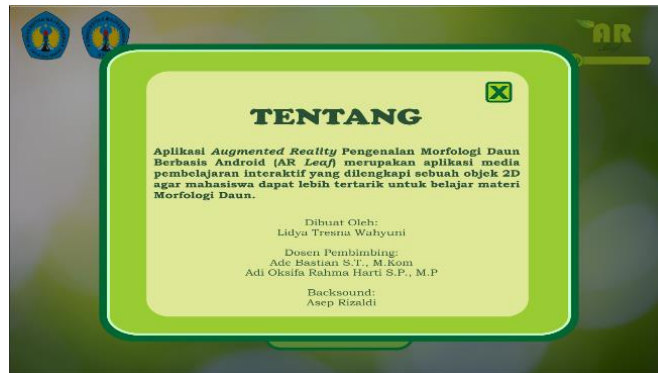 AR
TENTANG
Aplikasi Augmented Reality Pengenalan Morfologi Daun
Berbasis Android (AR Leaf) merupakan aplikasi media
pembelajaran interaktif yang dilengkapi sebuah objek 2D
agar mahasiswa dapat lebih tertarik untuk belajar materi
Morfologi Daun.
Dibuat Oleh:
Lidya Tresna Wahyuni
Dosen Pembimbing:
Ade Bastian S.T., M.Kom
Adi Oksifa Rahma Harti S.P., M.P
Backsound:
Asep Rizaldi